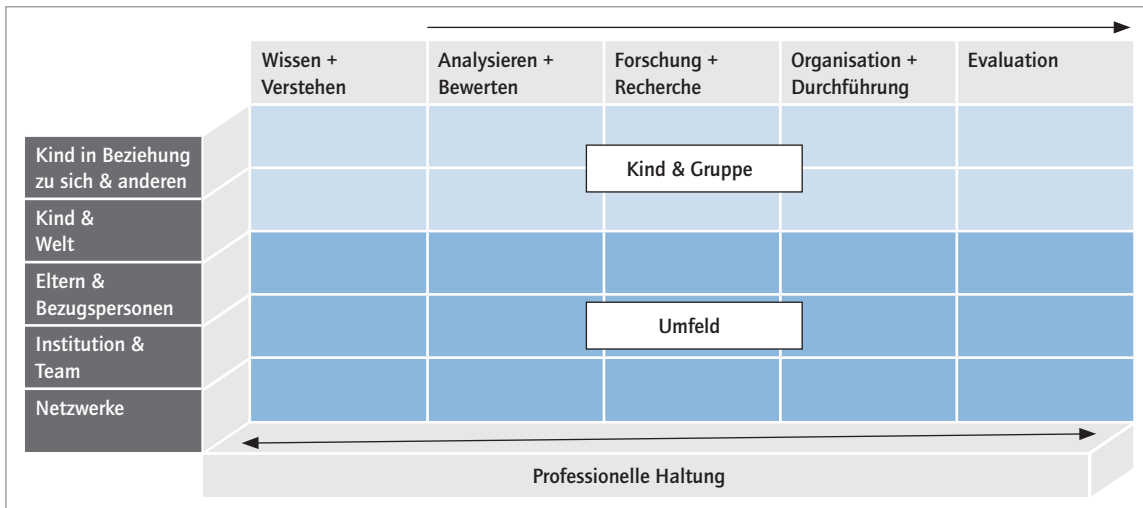 Wissen +
Verstehen
Analysieren +
Bewerten
Forschung +
Recherche
Organisation +
Durchführung
Evaluation
Kind in Beziehung
zu sich & anderen
Kind &
Welt
Eltern &
Bezugspersonen
Institution &
Team
Netzwerke
Kind & Gruppe
Umfeld
Professionelle Haltung